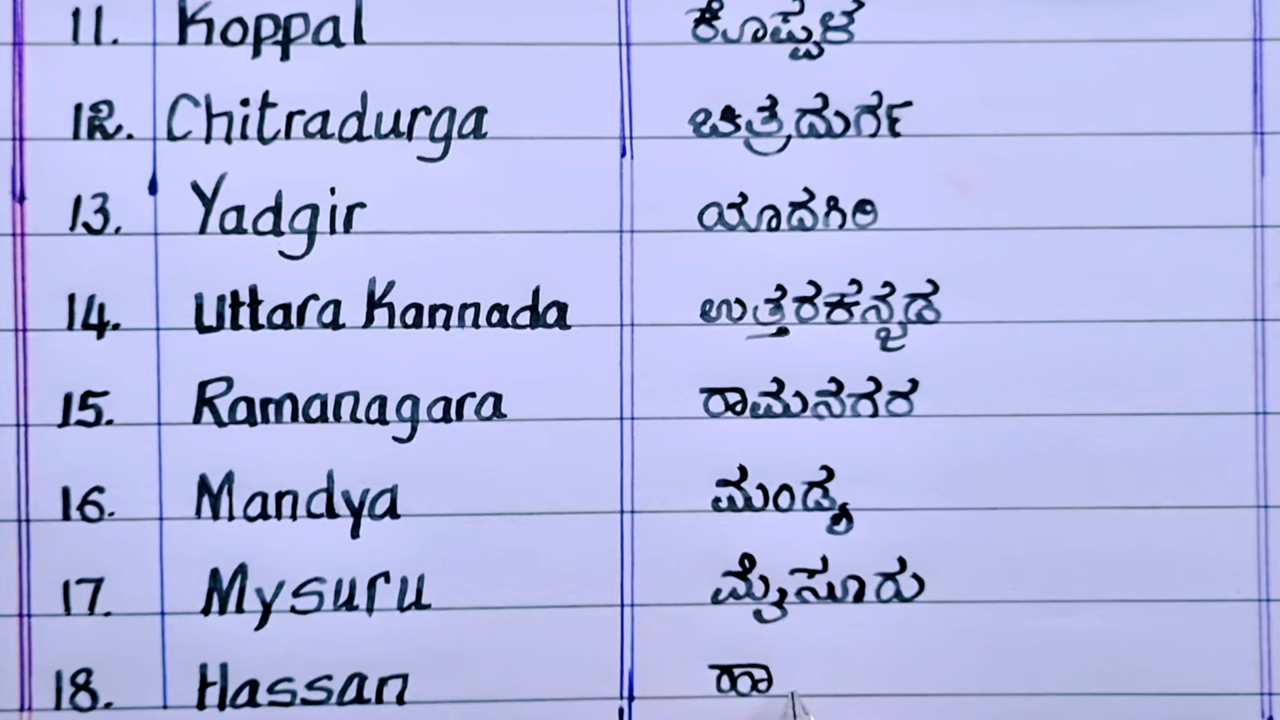 11. Koppal ಕೊಪ್ಪಳ
12. Chitradurga ಚಿತ್ರದುರ್ಗ
13. Yadgir ಯಾದಗಿರಿ
14. Uttara Kannada ಉತ್ತರಕನ್ನಡ
15. Ramanagara ರಾಮನಗರ
16. Mandya ಮಂಡ್ಯ
17. Mysuru ಮೈಸೂರು
18. Hassan ಹಾ